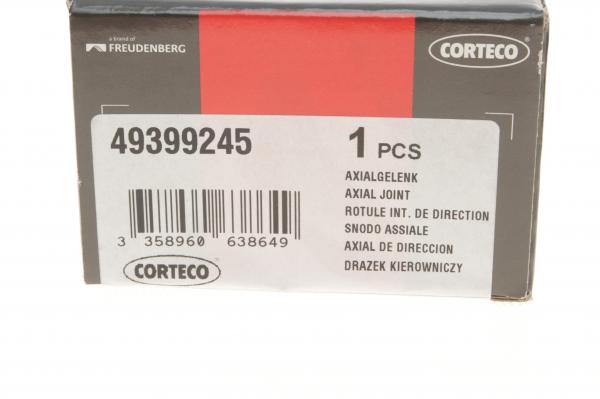 a brand of
FREUDENBERG
CORTECO
49399245
1 PCS
AXIALGELENK
AXIAL JOINT
ROTULE INT. DE DIRECTION
SNODO ASSIALE
AXIAL DE DIRECCION
DRAZEK KIEROWNICZY
3 358960 638649
CORTECO